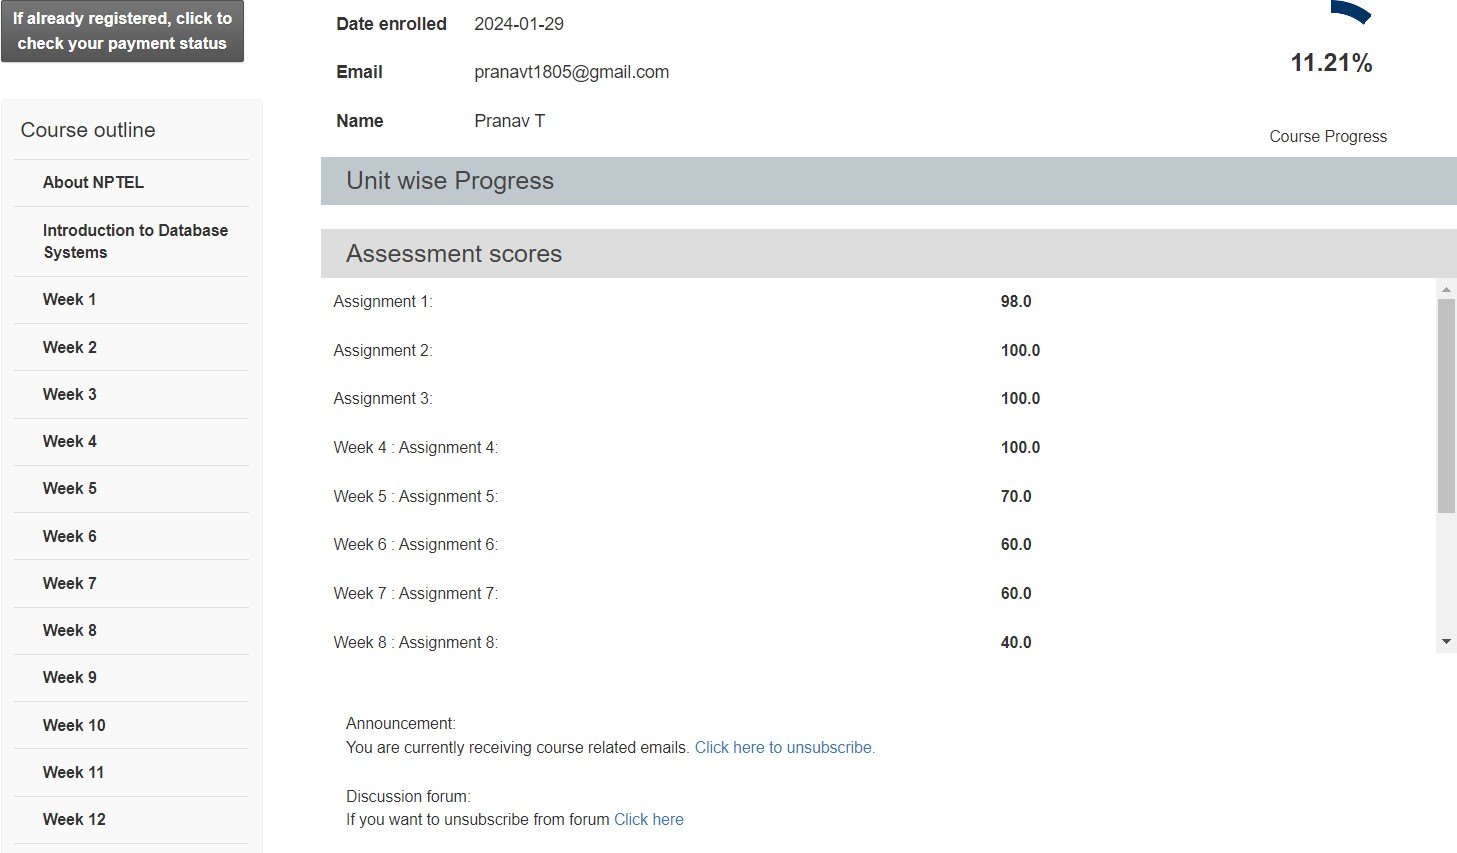 If already registered, click to
check your payment status
Course outline
About NPTEL
Introduction to Database
Systems
Week 1
Week 2
Week 3
Week 4
Week 5
Week 6
Week 7
Week 8
Week 9
Week 10
Week 11
Week 12
Date enrolled 2024-01-29
Email pranavt1805@gmail.com
Name Pranav T
11.21%
Course Progress
Unit wise Progress
Assessment scores
Assignment 1: 98.0
Assignment 2: 100.0
Assignment 3: 100.0
Week 4 : Assignment 4: 100.0
Week 5 : Assignment 5: 70.0
Week 6 : Assignment 6: 60.0
Week 7 : Assignment 7: 60.0
Week 8 : Assignment 8: 40.0
Announcement:
You are currently receiving course related emails. Click here to unsubscribe.
Discussion forum:
If you want to unsubscribe from forum Click here